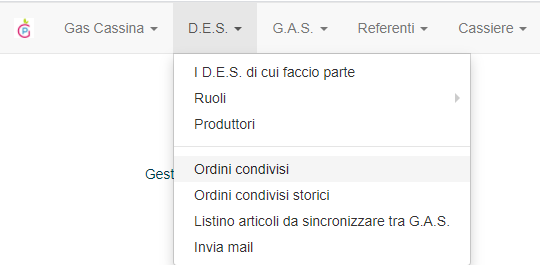 Gas Cassina D.E.S. G.A.S. Referenti Cassiere
I D.E.S. di cui faccio parte
Ruoli
Produttori
Gest
Ordini condivisi
Ordini condivisi storici
Listino articoli da sincronizzare tra G.A.S.
Invia mail